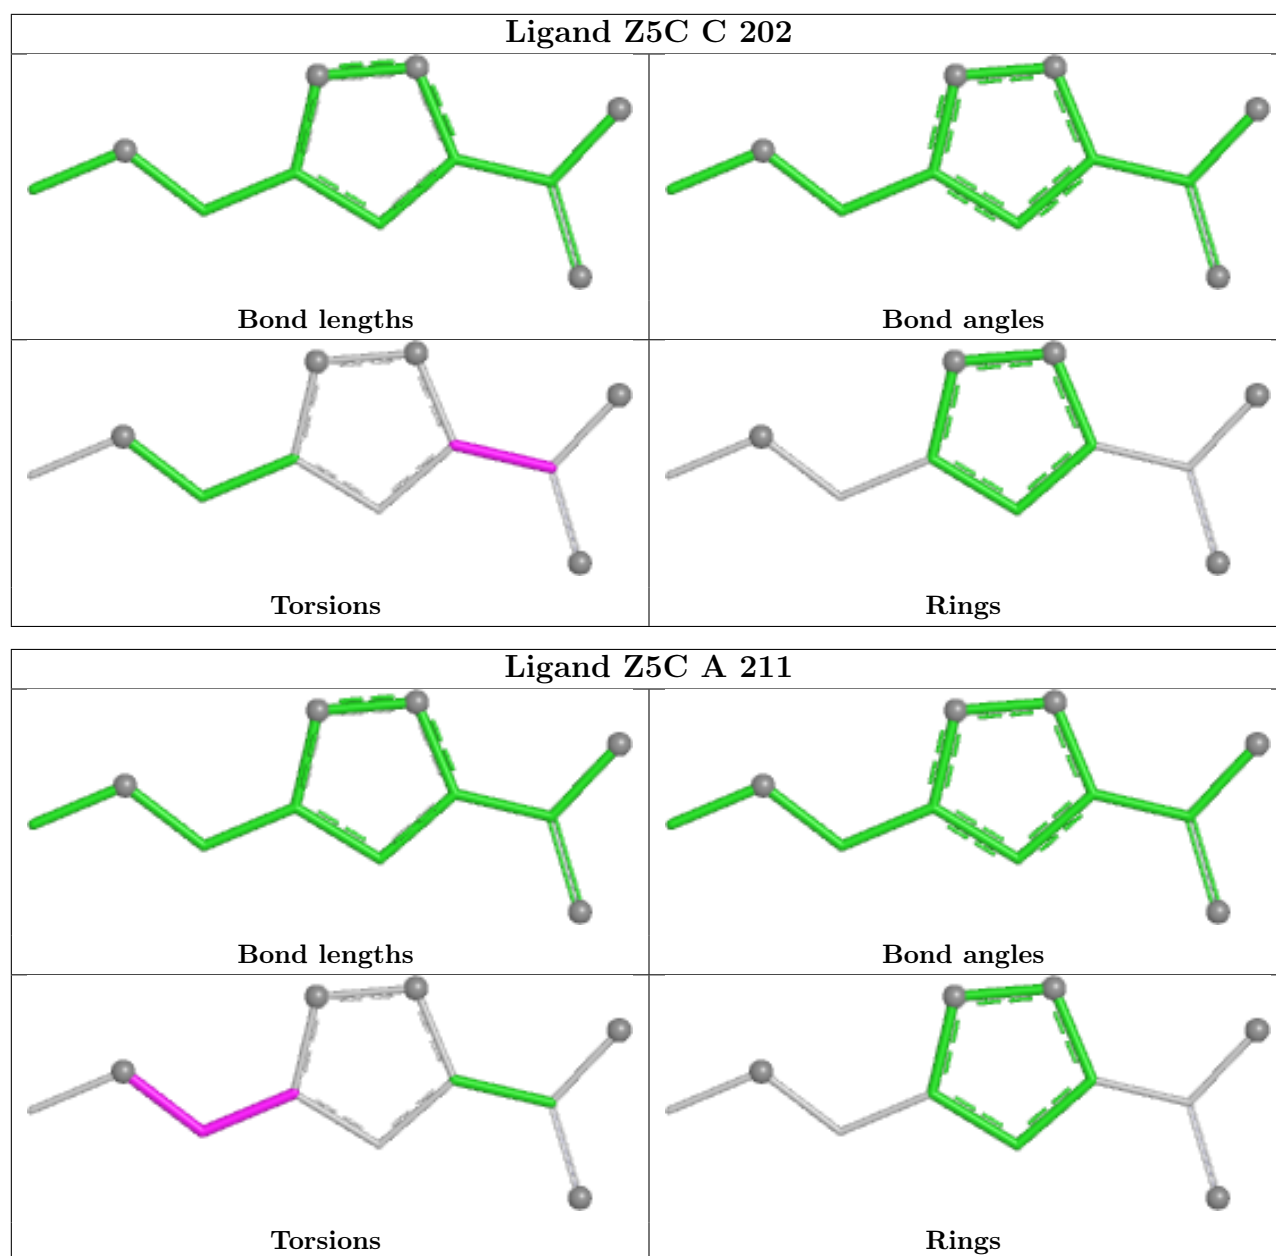 Ligand Z5C C 202
Bond lengths
Bond angles
Torsions
Rings
Ligand Z5C A 211
Bond lengths
Bond angles
Torsions
Rings